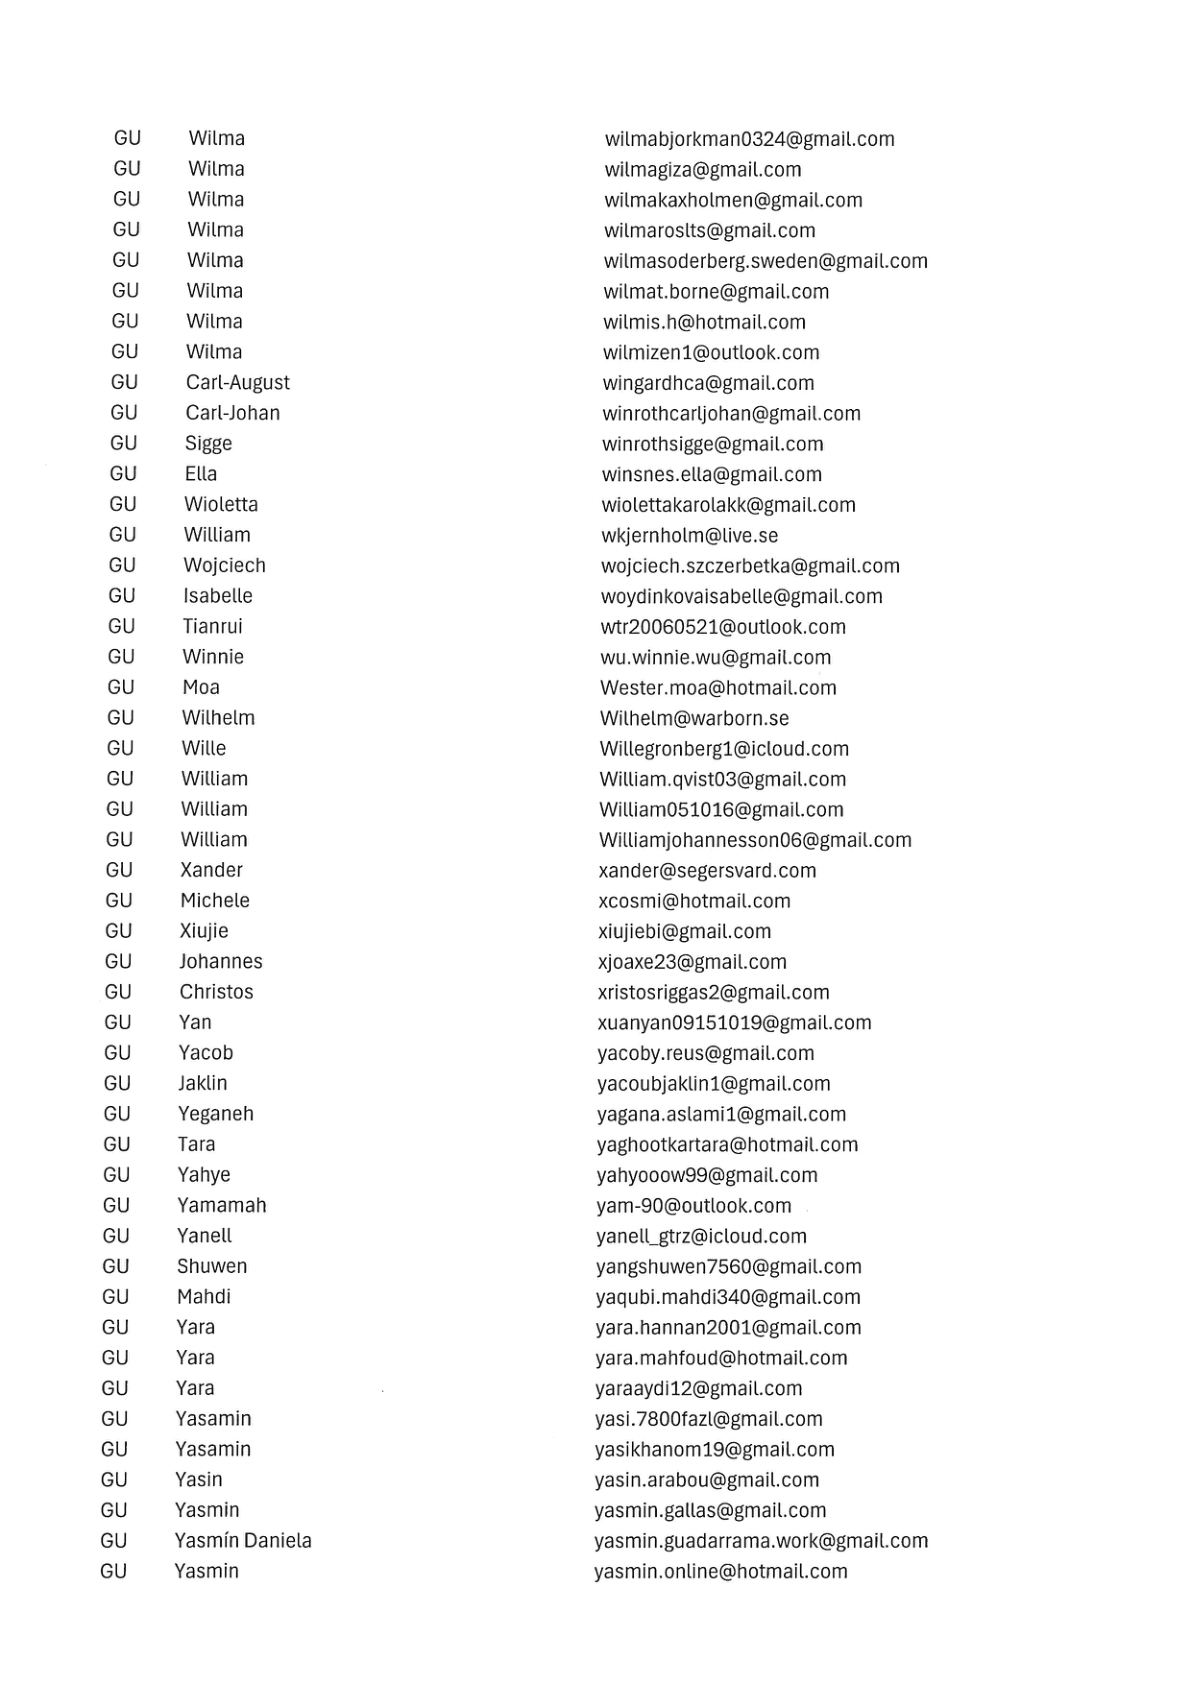 GU Wilma wilmabjorkman0324@gmail.com
GU Wilma wilmagiza@gmail.com
GU Wilma wilmakaxholmen@gmail.com
GU Wilma wilmaroslts@gmail.com
GU Wilma wilmasoderberg.sweden@gmail.com
GU Wilma wilmat.borne@gmail.com
GU Wilma wilmis.h@hotmail.com
GU Wilma wilmizen1@outlook.com
GU Carl-August wingardhca@gmail.com
GU Carl-Johan winrothcarljohan@gmail.com
GU Sigge winrothsigge@gmail.com
GU Ella winsnes.ella@gmail.com
GU Wioletta wiolettakarolakk@gmail.com
GU William wkjernholm@live.se
GU Wojciech wojciech.szczerbetka@gmail.com
GU Isabelle woydinkovaisabelle@gmail.com
GU Tianrui wtr20060521@outlook.com
GU Winnie wu.winnie.wu@gmail.com
GU Moa Wester.moa@hotmail.com
GU Wilhelm Wilhelm@warborn.se
GU Wille Willegronberg1@icloud.com
GU William William.qvist03@gmail.com
GU William William051016@gmail.com
GU William Williamjohannesson06@gmail.com
GU Xander xander@segersvard.com
GU Michele xcosmi@hotmail.com
GU Xiujie xiujiebi@gmail.com
GU Johannes xjoaxe23@gmail.com
GU Christos xristosriggas2@gmail.com
GU Yan xuanyan09151019@gmail.com
GU Yacob yacoby.reus@gmail.com
GU Jaklin yacoubjaklin1@gmail.com
GU Yeganeh yagana.aslami1@gmail.com
GU Tara yaghootkartara@hotmail.com
GU Yahye yahyooow99@gmail.com
GU Yamamah yam-90@outlook.com
GU Yanell yanell_gtrz@icloud.com
GU Shuwen yangshuwen7560@gmail.com
GU Mahdi yaqubi.mahdi340@gmail.com
GU Yara yara.hannan2001@gmail.com
GU Yara yara.mahfoud@hotmail.com
GU Yara yaraaydi12@gmail.com
GU Yasamin yasi.7800fazl@gmail.com
GU Yasamin yasikhanom19@gmail.com
GU Yasin yasin.arabou@gmail.com
GU Yasmin yasmin.gallas@gmail.com
GU Yasmín Daniela yasmin.guadarrama.work@gmail.com
GU Yasmin yasmin.online@hotmail.com